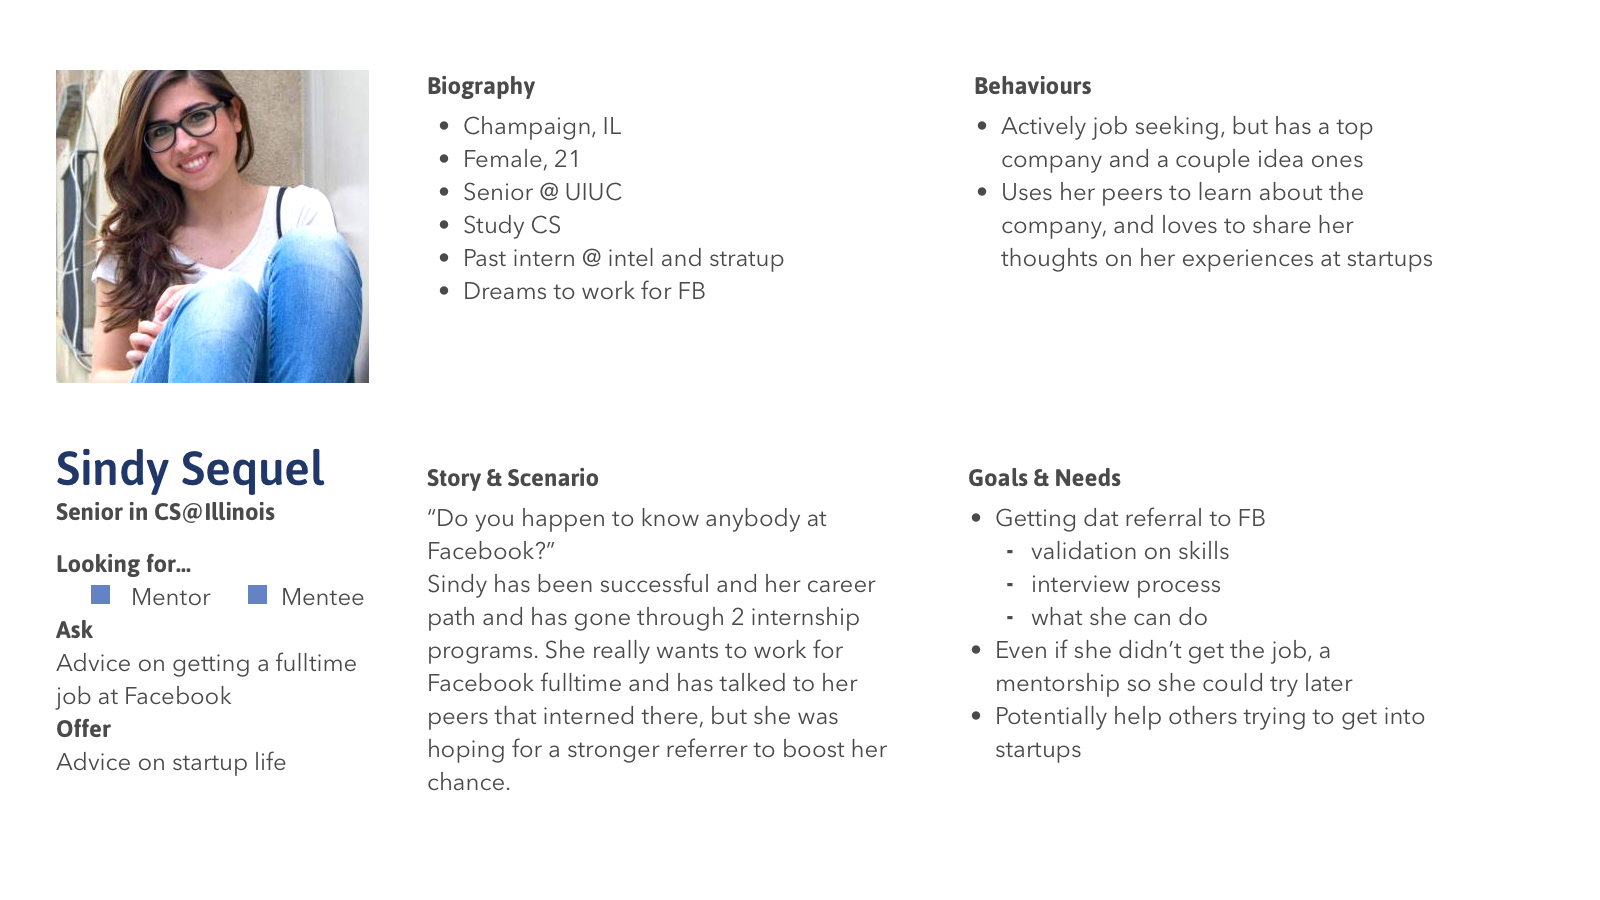 Biography
• Champaign, IL
• Female, 21
• Senior @ UIUC
• Study CS
• Past intern @ intel and stratup
• Dreams to work for FB
Behaviours
• Actively job seeking, but has a top
company and a couple idea ones
• Uses her peers to learn about the
company, and loves to share her
thoughts on her experiences at startups
Sindy Sequel
Senior in CS@Illinois
Looking for...
Mentor Mentee
Ask
Advice on getting a fulltime
job at Facebook
Offer
Advice on startup life
Story & Scenario
“Do you happen to know anybody at
Facebook?”
Sindy has been successful and her career
path and has gone through 2 internship
programs. She really wants to work for
Facebook fulltime and has talked to her
peers that interned there, but she was
hoping for a stronger referrer to boost her
chance.
Goals & Needs
• Getting dat referral to FB
- validation on skills
- interview process
- what she can do
• Even if she didn’t get the job, a
mentorship so she could try later
• Potentially help others trying to get into
startups